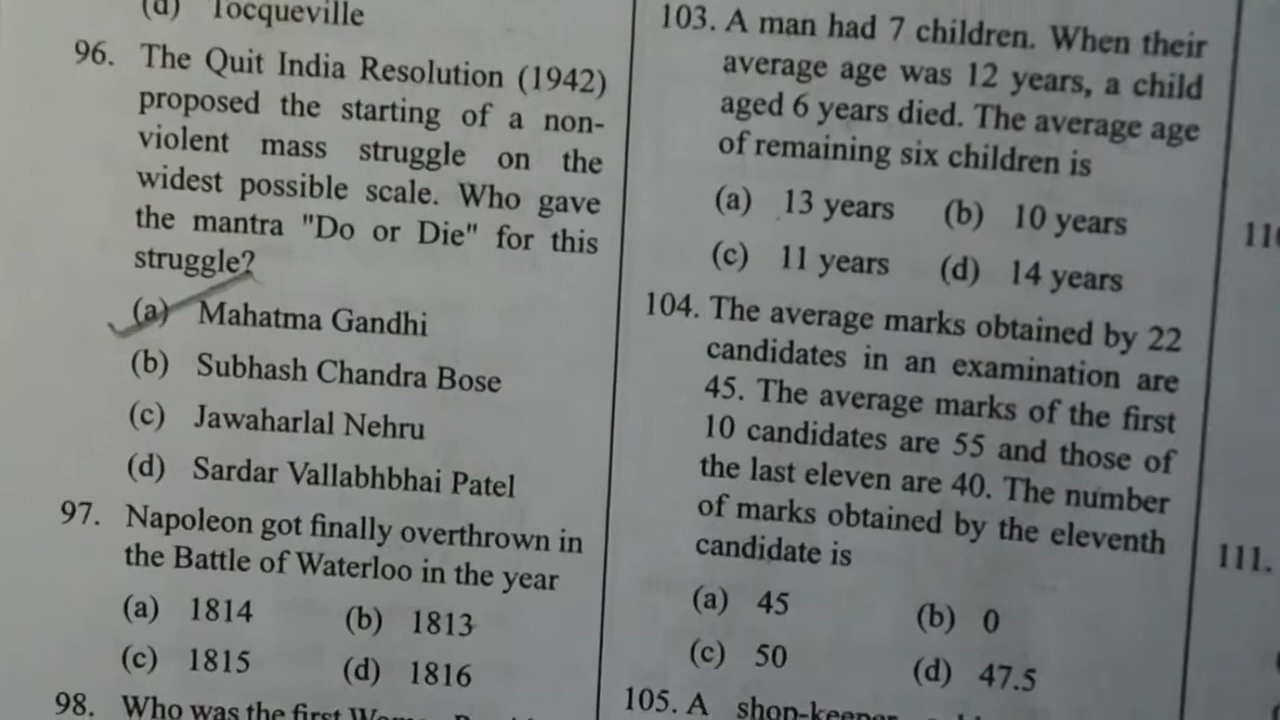 (d) Tocqueville
96. The Quit India Resolution (1942)
proposed the starting of a non-
violent mass struggle on the
widest possible scale. Who gave
the mantra "Do or Die" for this
struggle?
(a) Mahatma Gandhi
(b) Subhash Chandra Bose
(c) Jawaharlal Nehru
(d) Sardar Vallabhbhai Patel
97. Napoleon got finally overthrown in
the Battle of Waterloo in the year
(a) 1814 (b) 1813
(c) 1815 (d) 1816
98. Who was the first
103. A man had 7 children. When their
average age was 12 years, a child
aged 6 years died. The average age
of remaining six children is
(a) 13 years (b) 10 years
(c) 11 years (d) 14 years
104. The average marks obtained by 22
candidates in an examination are
45. The average marks of the first
10 candidates are 55 and those of
the last eleven are 40. The number
of marks obtained by the eleventh
candidate is
(a) 45 (b) 0
(c) 50 (d) 47.5
105. A shop-keeper
111.